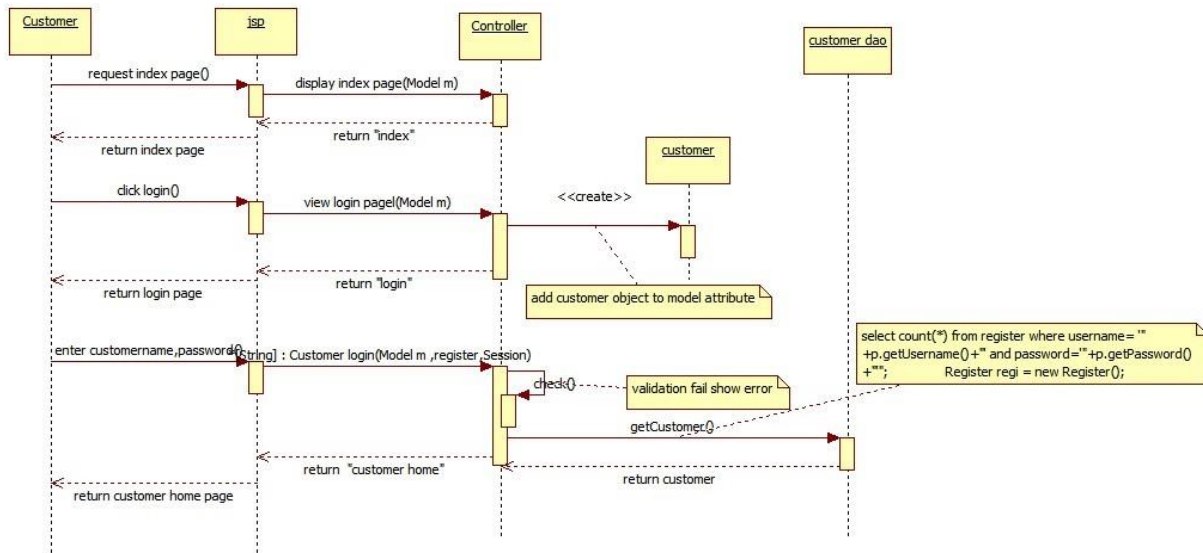 Customer
jsp
Controller
customer dao
request index page()
display index page(Model m)
return "index"
return index page
customer
click login()
view login pagel(Model m)
<<create>>
return "login"
return login page
add customer object to model attribute
select count(*) from register where username= '"
+p.getUsername()+"' and password='"+p.getPassword()
+"'"; Register regi = new Register();
enter customername,password()
[String] : Customer login(Model m ,register,Session)
check()
validation fail show error
getCustomer()
return "customer home"
return customer
return customer home page